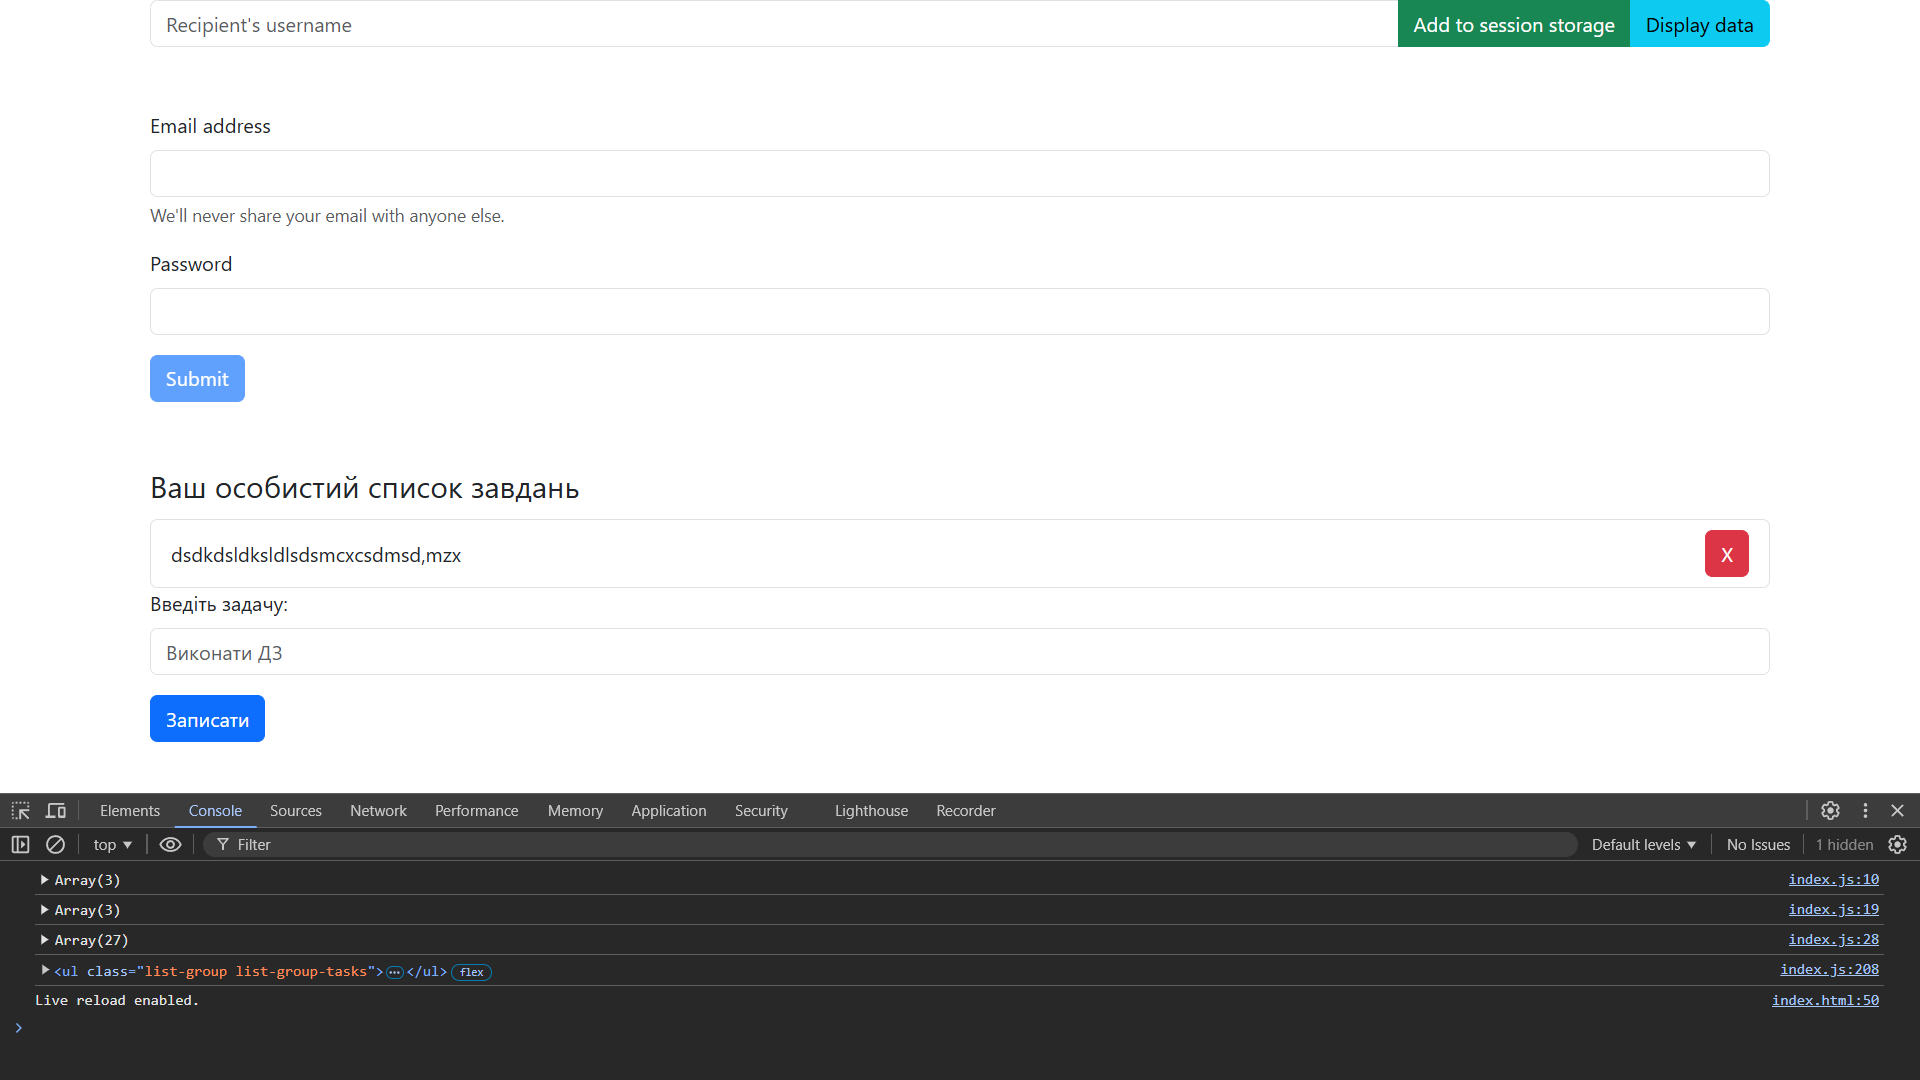 Recipient's username Add to session storage Display data
Email address
We'll never share your email with anyone else.
Password
Submit
Ваш особистий список завдань
dsdkdsldksldlsdsmcxcsdmsd,mzx X
Введіть задачу:
Виконати ДЗ
Записати
Elements Console Sources Network Performance Memory Application Security Lighthouse Recorder
top Filter Default levels No Issues 1 hidden
Array(3) index.js:10
Array(3) index.js:19
Array(27) index.js:28
<ul class="list-group list-group-tasks">…</ul> flex index.js:208
Live reload enabled. index.html:50